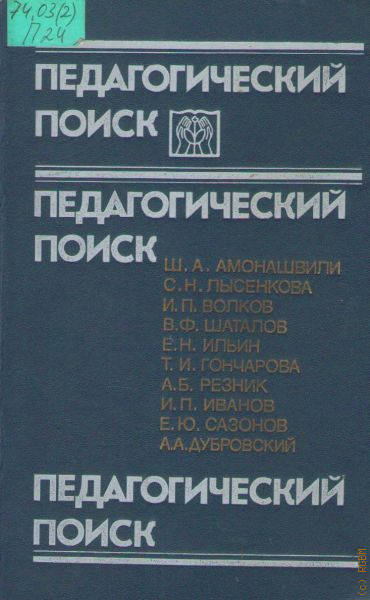 74.03(2)
П24
ПЕДАГОГИЧЕСКИЙ
ПОИСК
ПЕДАГОГИЧЕСКИЙ
ПОИСК
Ш. А. АМОНАШВИЛИ
С. Н. ЛЫСЕНКОВА
И. П. ВОЛКОВ
В. Ф. ШАТАЛОВ
Е. Н. ИЛЬИН
Т. И. ГОНЧАРОВА
А. Б. РЕЗНИК
И. П. ИВАНОВ
Е. Ю. САЗОНОВ
А. А. ДУБРОВСКИЙ
ПЕДАГОГИЧЕСКИЙ
ПОИСК